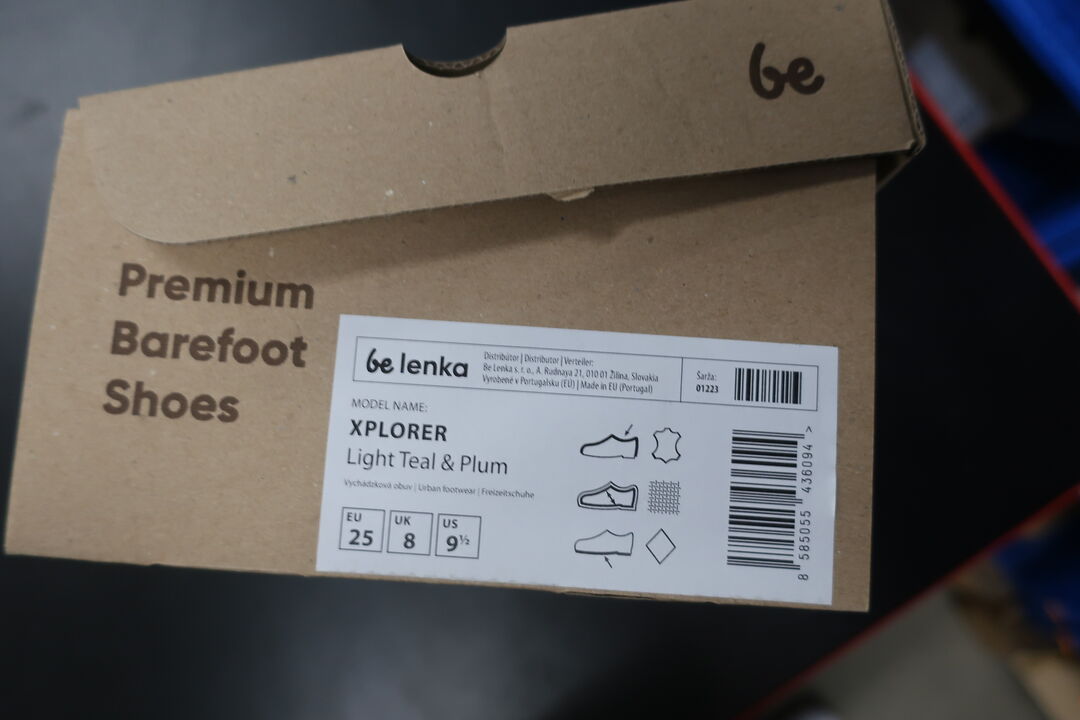 be
Premium
Barefoot
Shoes
be lenka
Distribútor | Distributor | Verteiler:
Be Lenka s. r. o., A. Rudnaya 21, 010 01 Žilina, Slovakia
Vyrobené v Portugalsku (EÚ) | Made in EU (Portugal)
Šarža:
01223
MODEL NAME:
XPLORER
Light Teal & Plum
Vychádzková obuv | Urban footwear | Freizeitschuhe
EU
25
UK
8
US
9½
8 585055 436094 >